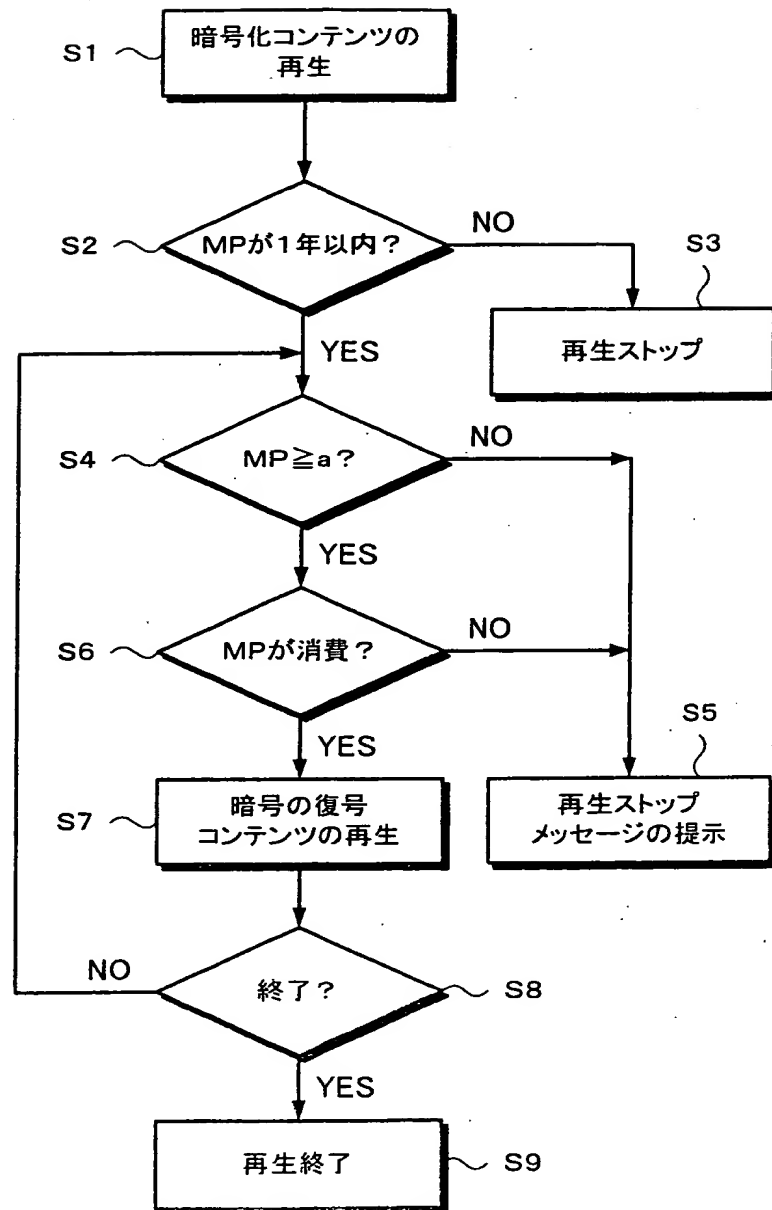 S1
暗号化コンテンツの
再生
S2
MPが1年以内？
NO
YES
S3
再生ストップ
S4
MP≧a？
NO
YES
S6
MPが消費？
NO
YES
S5
再生ストップ
メッセージの提示
S7
暗号の復号
コンテンツの再生
NO
終了？
S8
YES
再生終了
S9